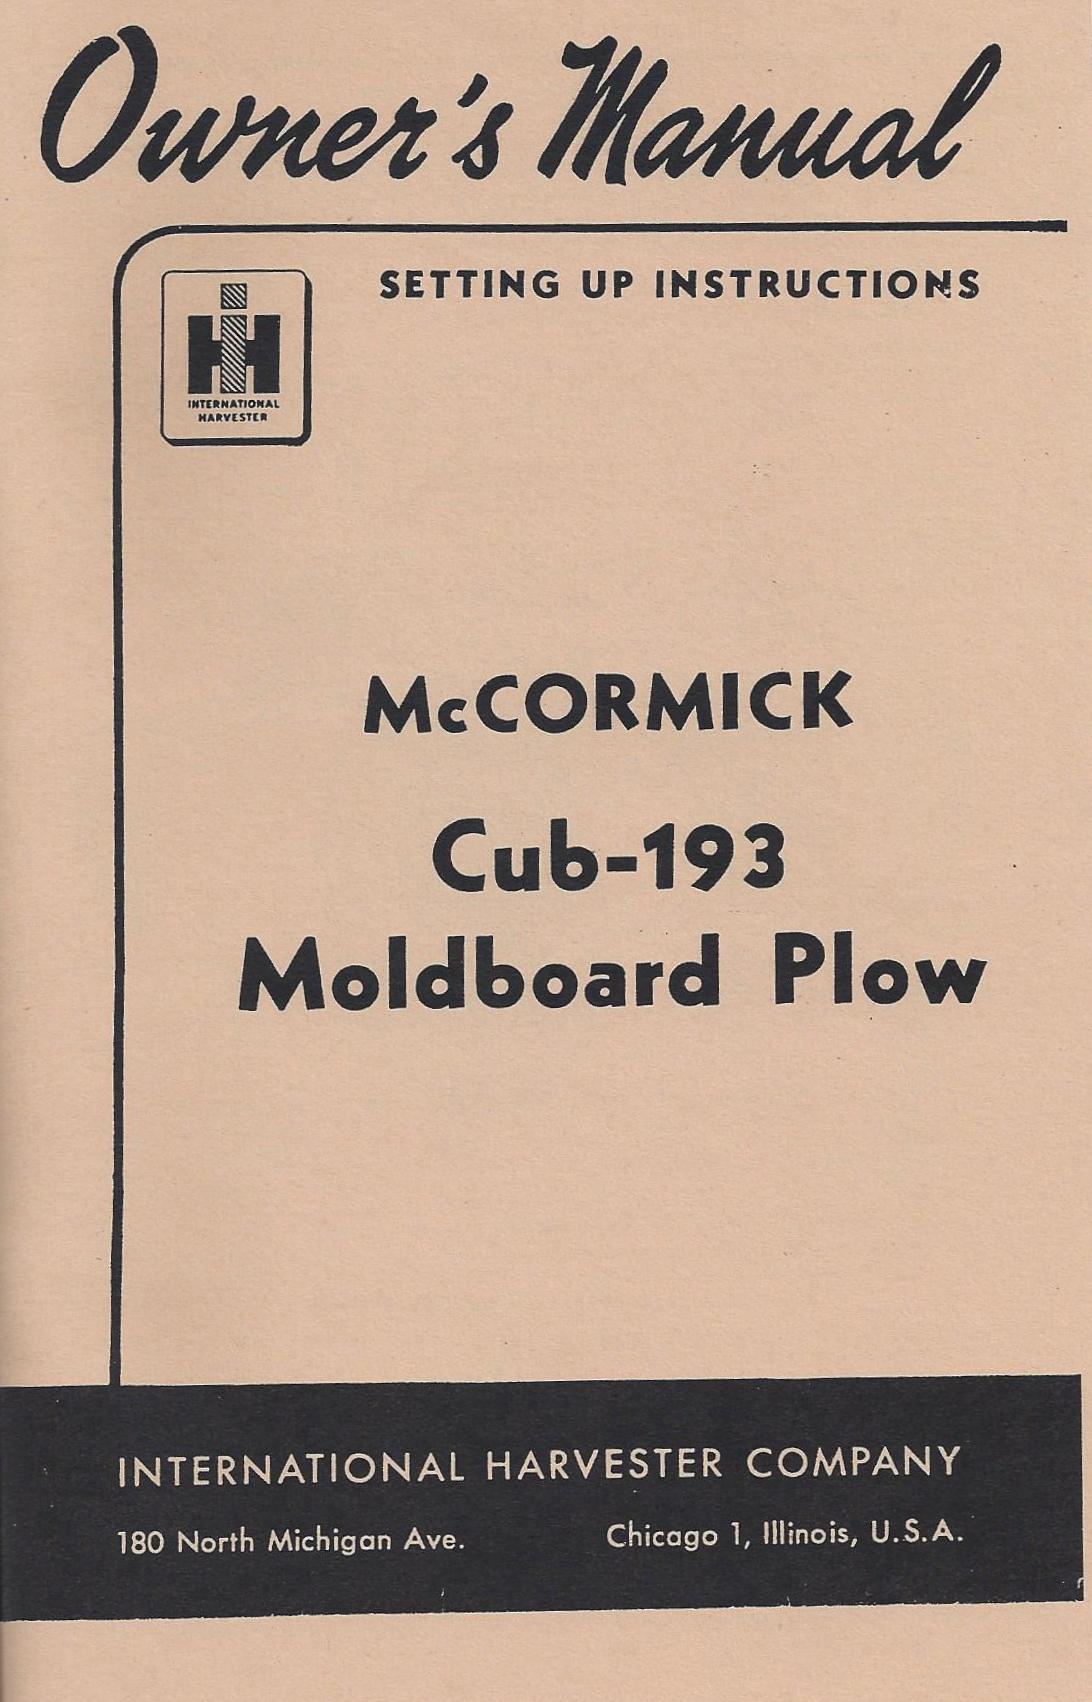 Owner's Manual
SETTING UP INSTRUCTIONS
IH
INTERNATIONAL
HARVESTER
McCORMICK
Cub-193
Moldboard Plow
INTERNATIONAL HARVESTER COMPANY
180 North Michigan Ave. Chicago 1, Illinois, U.S.A.